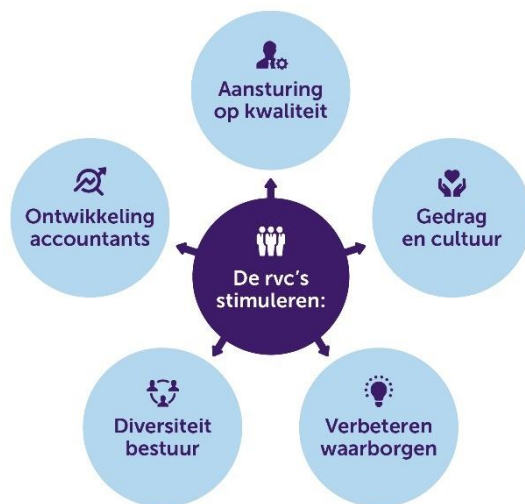 Aansturing
op kwaliteit
Ontwikkeling
accountants
Gedrag
en cultuur
De rvc's
stimuleren:
Diversiteit
bestuur
Verbeteren
waarborgen